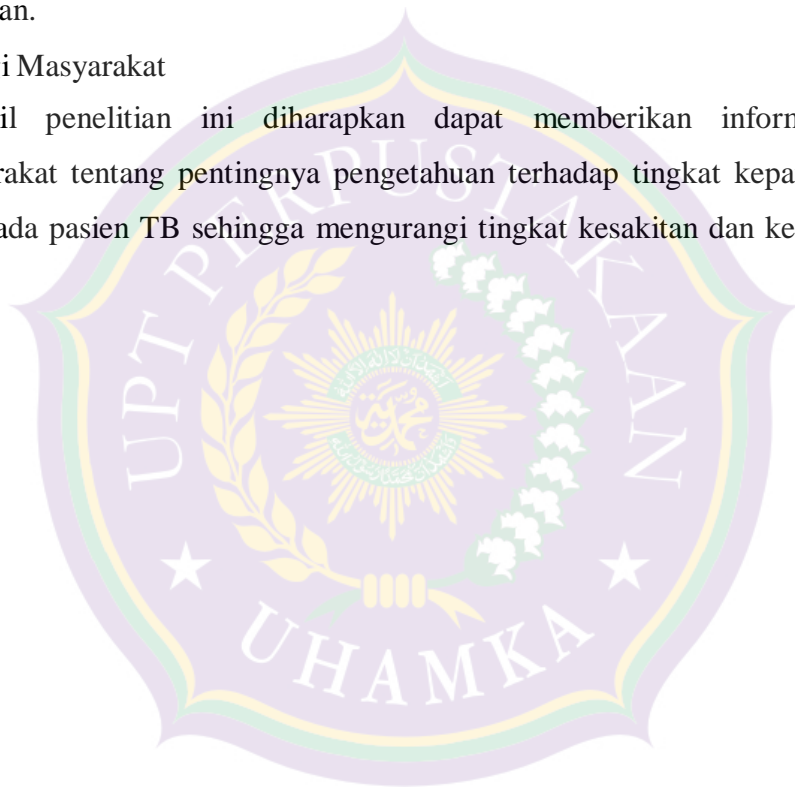 an.
ri Masyarakat
il penelitian ini diharapkan dapat memberikan inforn
rakat tentang pentingnya pengetahuan terhadap tingkat kepa
ada pasien TB sehingga mengurangi tingkat kesakitan dan ke
UPT PERPUSTAKAAN
UHAMKA